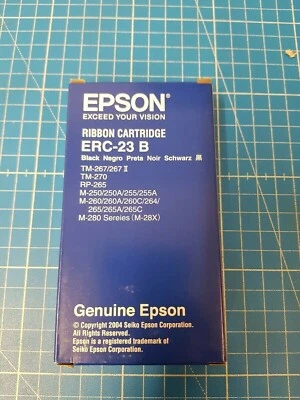 EPSON®
EXCEED YOUR VISION
RIBBON CARTRIDGE
ERC-23 B
Black Negro Preta Noir Schwarz 黒
TM-267/267 II
TM-270
RP-265
M-250/250A/255/255A
M-260/260A/260C/264/
265/265A/265C
M-280 Sereies (M-28X)
Genuine Epson
© Copyright 2004 Seiko Epson Corporation.
All Rights Reserved.
Epson is a registered trademark of
Seiko Epson Corporation.